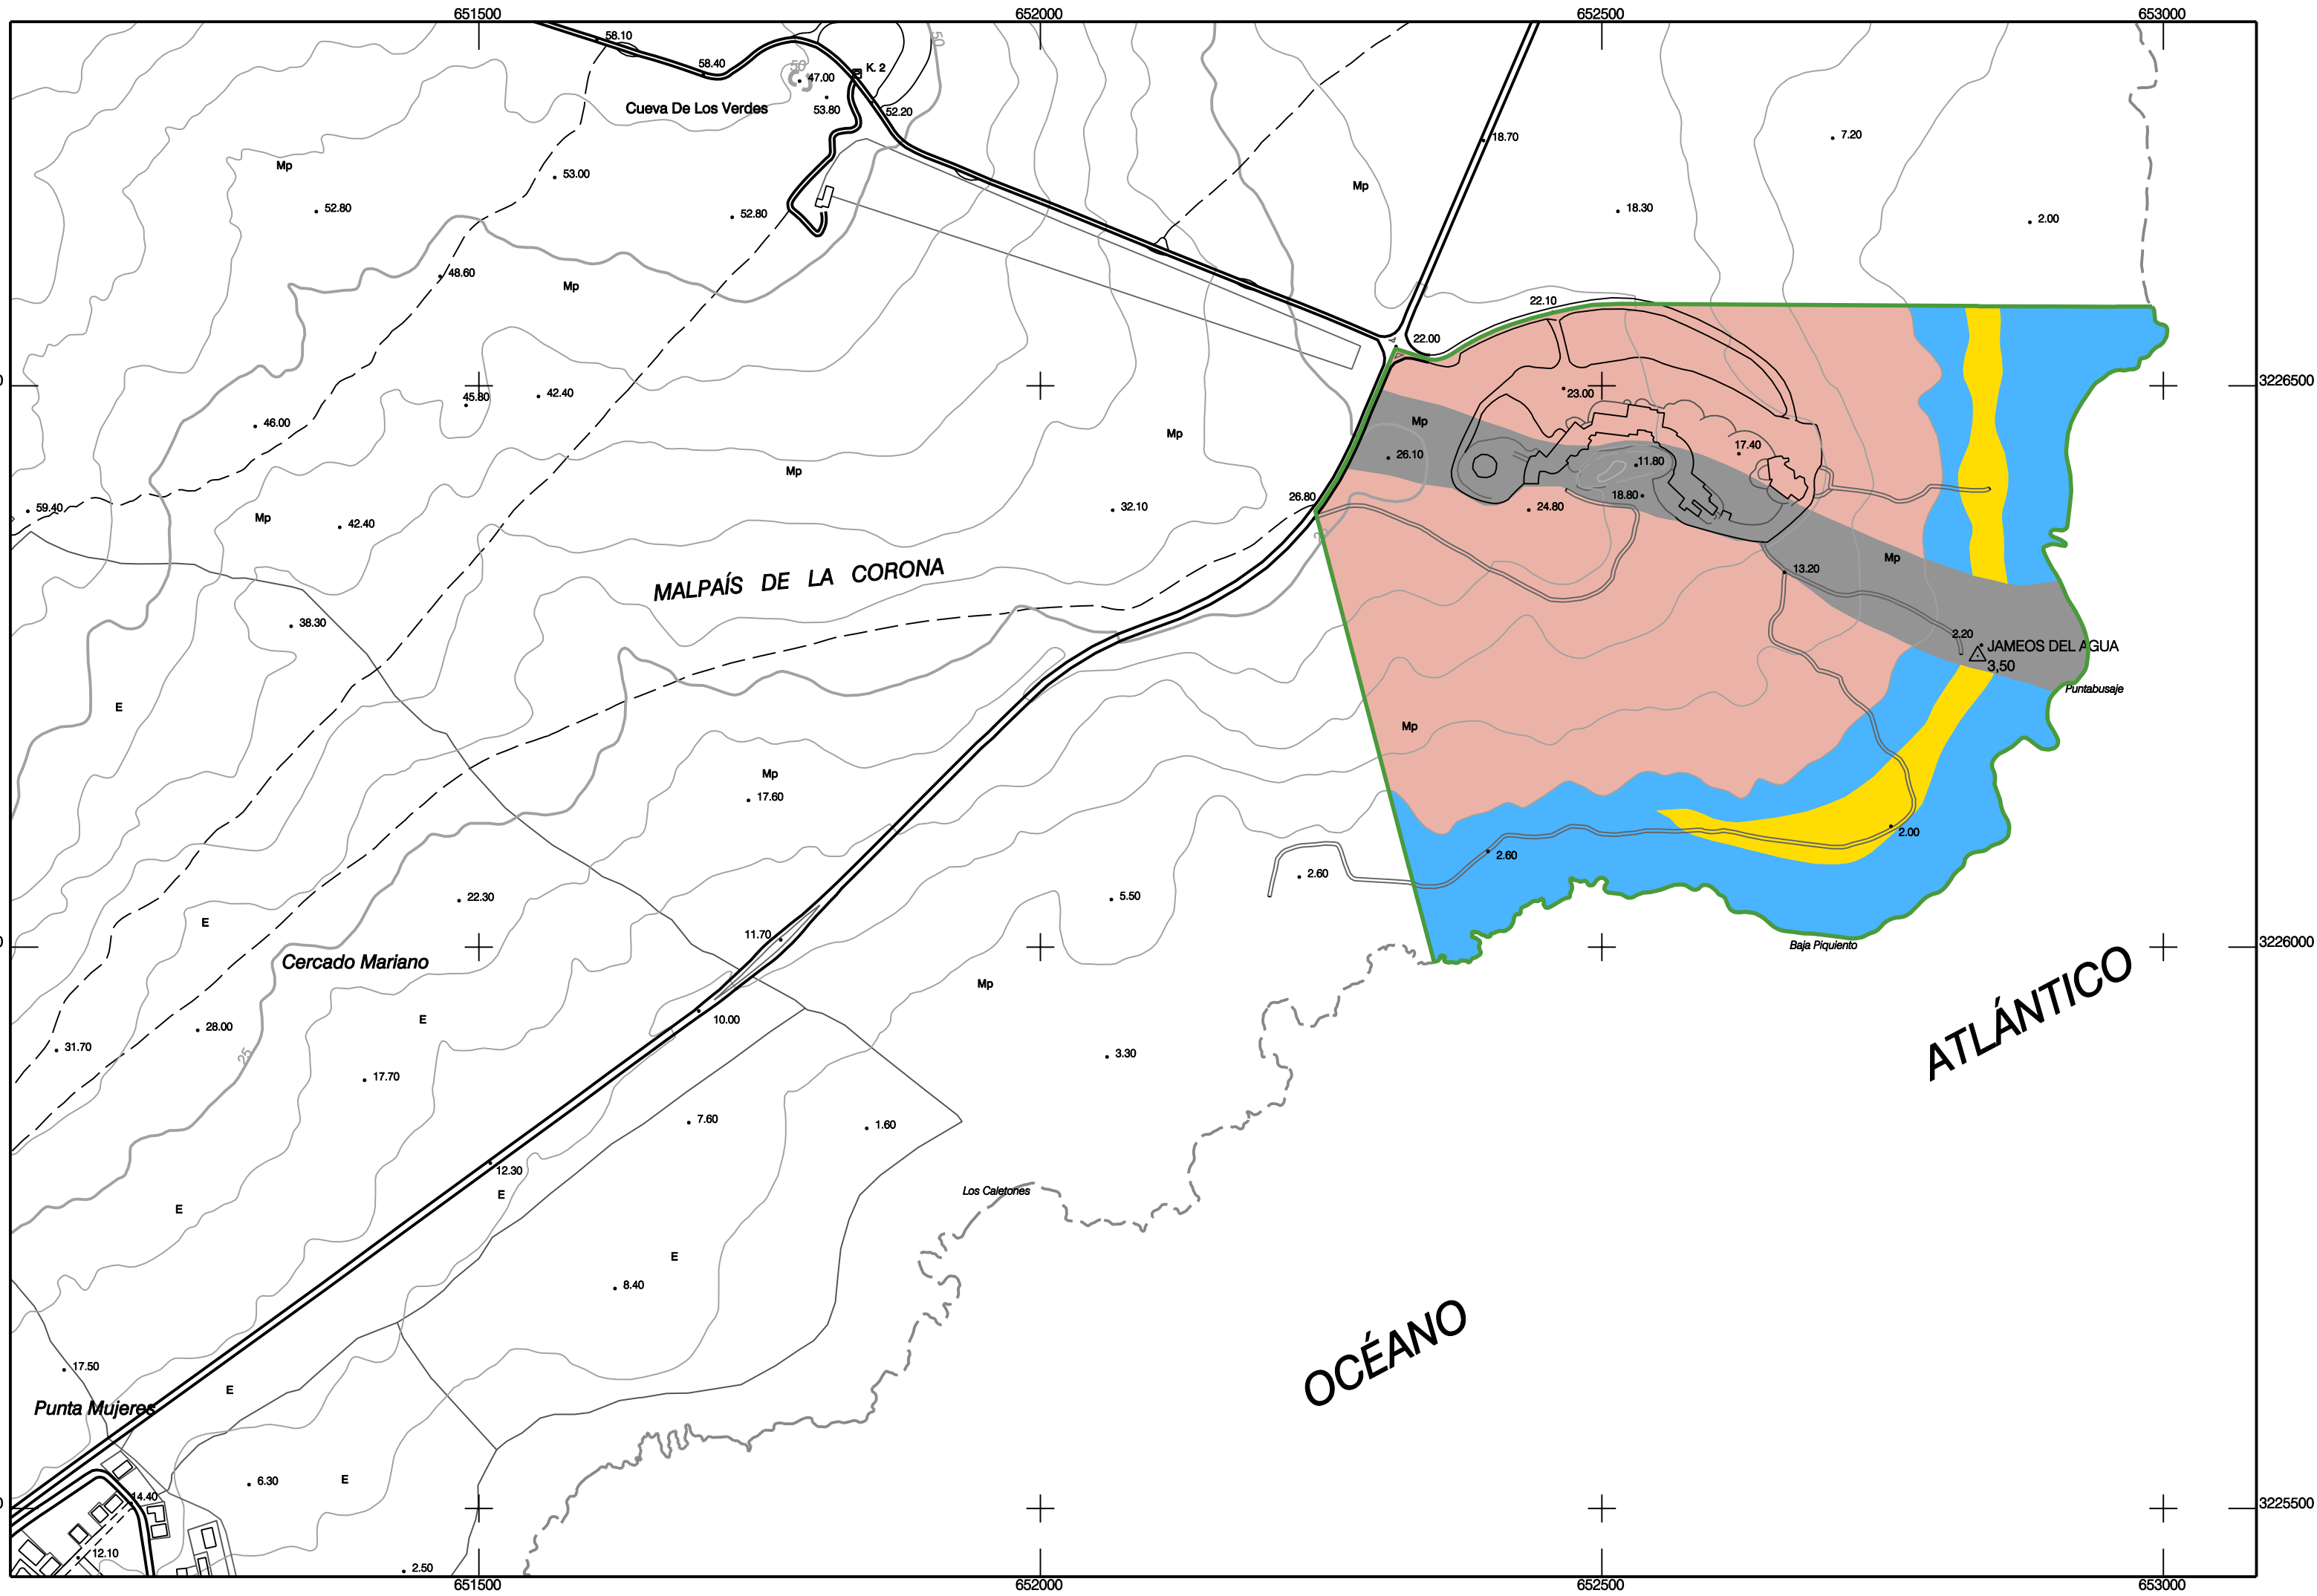 651500
652000
652500
653000
58.10
50
58.40
50
47.00
K. 2
Cueva De Los Verdes
53.80
52.20
18.70
7.20
Mp
53.00
Mp
52.80
52.80
18.30
2.00
48.60
Mp
22.10
22.00
3226500
45.80
42.40
23.00
46.00
Mp
Mp
17.40
Mp
26.10
11.80
26.80
18.80
59.40
Mp
42.40
32.10
24.80
Mp
MALPAÍS DE LA CORONA
13.20
38.30
2.20
JAMEOS DEL AGUA
3,50
Puntabusaje
E
Mp
Mp
17.60
2.00
2.60
2.60
22.30
5.50
E
11.70
Baja Piquiento
3226000
Cercado Mariano
Mp
ATLÁNTICO
E
10.00
28.00
25
31.70
3.30
17.70
7.60
1.60
12.30
Los Caletones
E
E
E
8.40
OCÉANO
17.50
E
Punta Mujeres
6.30
E
14.40
3225500
12.10
2.50
651500
652000
652500
653000